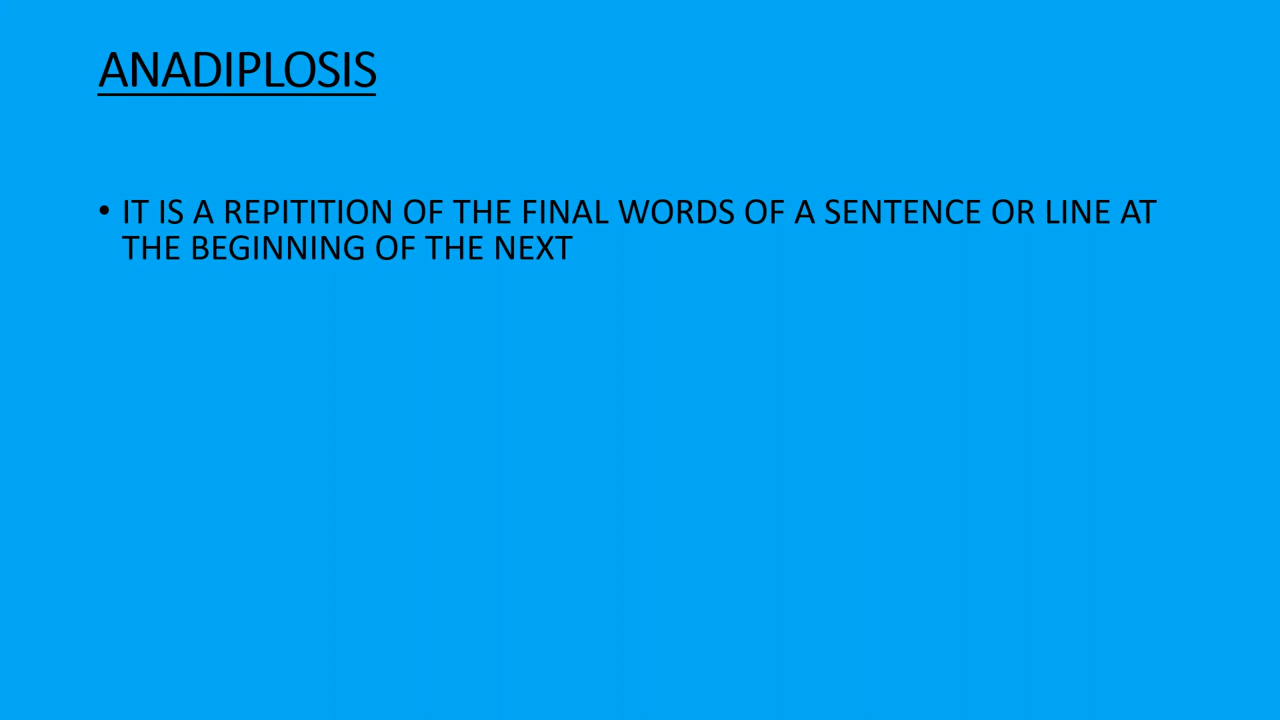 ANADIPLOSIS
• IT IS A REPITITION OF THE FINAL WORDS OF A SENTENCE OR LINE AT
THE BEGINNING OF THE NEXT